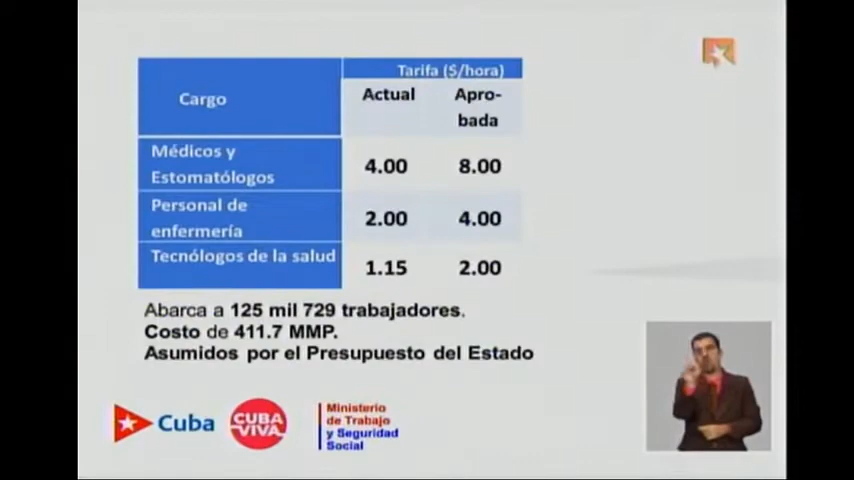 Cargo
Tarifa ($/hora)
Actual
Apro-
bada
Médicos y
Estomatólogos
4.00
8.00
Personal de
enfermería
2.00
4.00
Tecnólogos de la salud
1.15
2.00
Abarca a 125 mil 729 trabajadores.
Costo de 411.7 MMP.
Asumidos por el Presupuesto del Estado
Cuba
CUBA
VIVA
Ministerio
de Trabajo
y Seguridad
Social